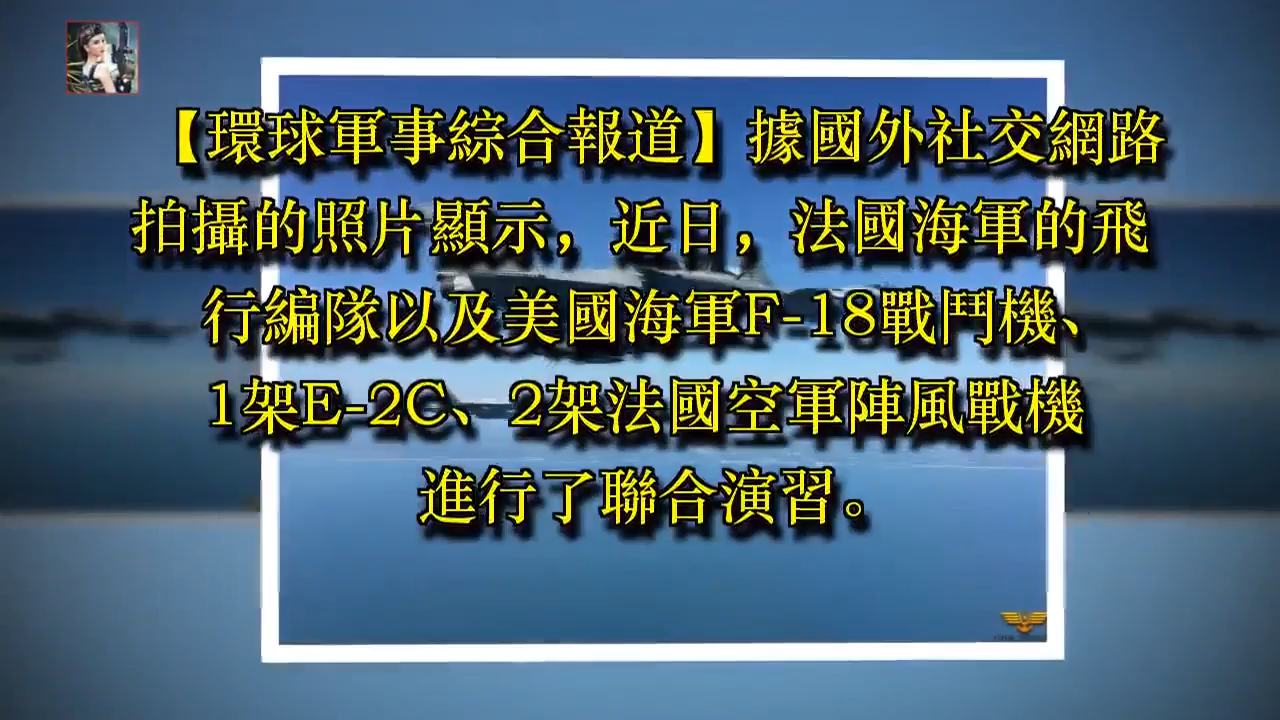 【環球軍事綜合報道】據國外社交網路
拍攝的照片顯示，近日，法國海軍的飛
行編隊以及美國海軍F-18戰鬥機、
1架E-2C、2架法國空軍陣風戰機
進行了聯合演習。